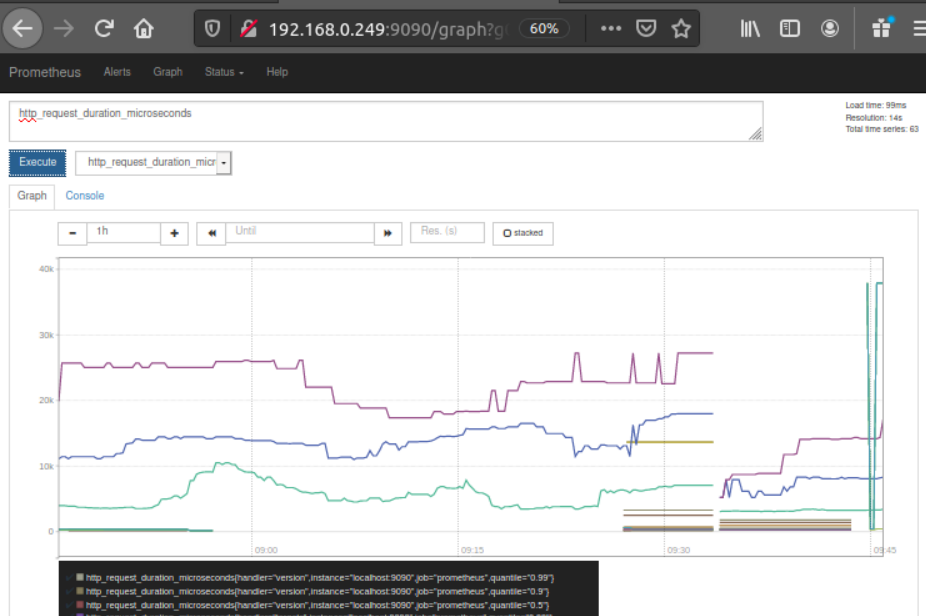 192.168.0.249:9090/graph?g
60%
Prometheus Alerts Graph Status Help
http_request_duration_microseconds
Load time: 99ms
Resolution: 14s
Total time series: 63
Execute http_request_duration_micr
Graph Console
1h Until Res. (s) stacked
40k
30k
20k
10k
0
09:00 09:15 09:30 09:45
http_request_duration_microseconds{handler="version",instance="localhost:9090",job="prometheus",quantile="0.99"}
http_request_duration_microseconds{handler="version",instance="localhost:9090",job="prometheus",quantile="0.9"}
http_request_duration_microseconds{handler="version",instance="localhost:9090",job="prometheus",quantile="0.5"}